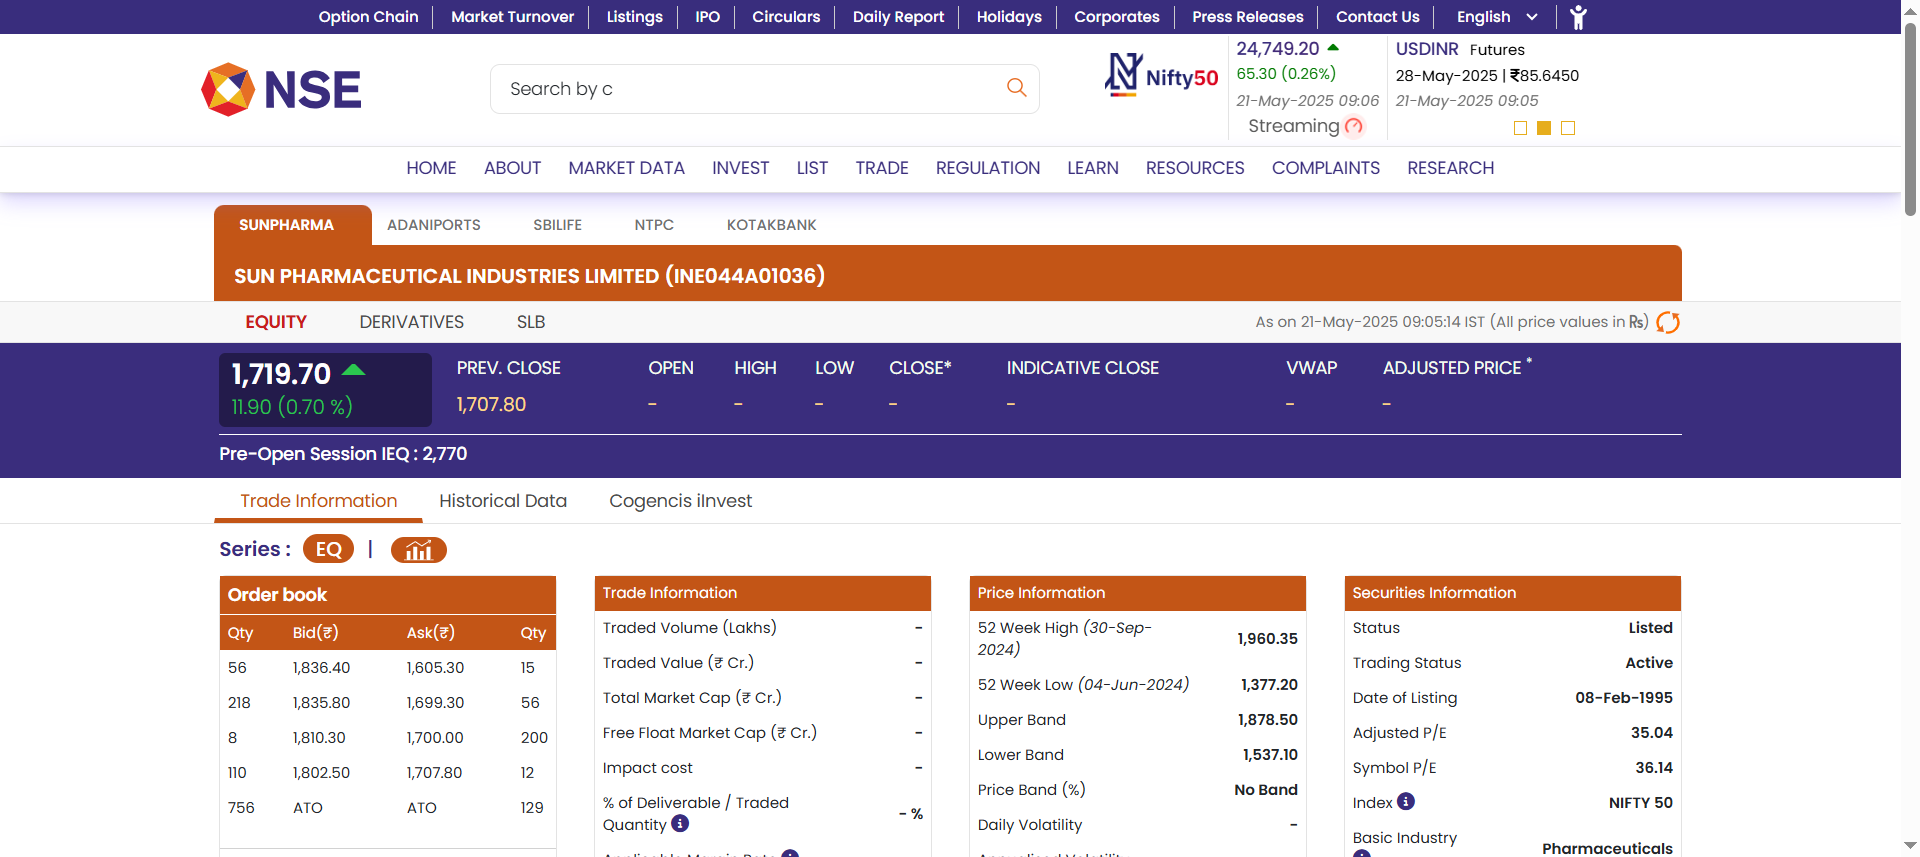 Option Chain Market Turnover Listings IPO Circulars Daily Report Holidays Corporates Press Releases Contact Us English
NSE
Search by c
Nifty50
24,749.20
65.30 (0.26%)
21-May-2025 09:06
Streaming
USDINR Futures
28-May-2025 | ₹85.6450
21-May-2025 09:05
HOME ABOUT MARKET DATA INVEST LIST TRADE REGULATION LEARN RESOURCES COMPLAINTS RESEARCH
SUNPHARMA ADANIPORTS SBILIFE NTPC KOTAKBANK
SUN PHARMACEUTICAL INDUSTRIES LIMITED (INE044A01036)
EQUITY DERIVATIVES SLB
As on 21-May-2025 09:05:14 IST (All price values in ₨)
1,719.70
11.90 (0.70 %)
PREV. CLOSE OPEN HIGH LOW CLOSE* INDICATIVE CLOSE VWAP ADJUSTED PRICE *
1,707.80 - - - - - - -
Pre-Open Session IEQ : 2,770
Trade Information Historical Data Cogencis iInvest
Series : EQ |
Order book
Qty Bid(₹) Ask(₹) Qty
56 1,836.40 1,605.30 15
218 1,835.80 1,699.30 56
8 1,810.30 1,700.00 200
110 1,802.50 1,707.80 12
756 ATO ATO 129
Trade Information
Traded Volume (Lakhs) -
Traded Value (₹ Cr.) -
Total Market Cap (₹ Cr.) -
Free Float Market Cap (₹ Cr.) -
Impact cost -
% of Deliverable / Traded
Quantity - %
Price Information
52 Week High (30-Sep-
2024) 1,960.35
52 Week Low (04-Jun-2024) 1,377.20
Upper Band 1,878.50
Lower Band 1,537.10
Price Band (%) No Band
Daily Volatility -
Securities Information
Status Listed
Trading Status Active
Date of Listing 08-Feb-1995
Adjusted P/E 35.04
Symbol P/E 36.14
Index NIFTY 50
Basic Industry
Pharmaceuticals